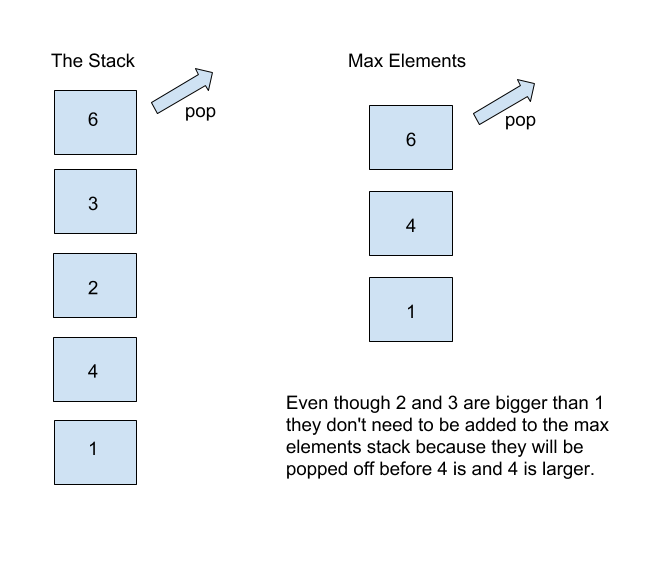 The Stack
pop
6
3
2
4
1
Max Elements
pop
6
4
1
Even though 2 and 3 are bigger than 1
they don't need to be added to the max
elements stack because they will be
popped off before 4 is and 4 is larger.